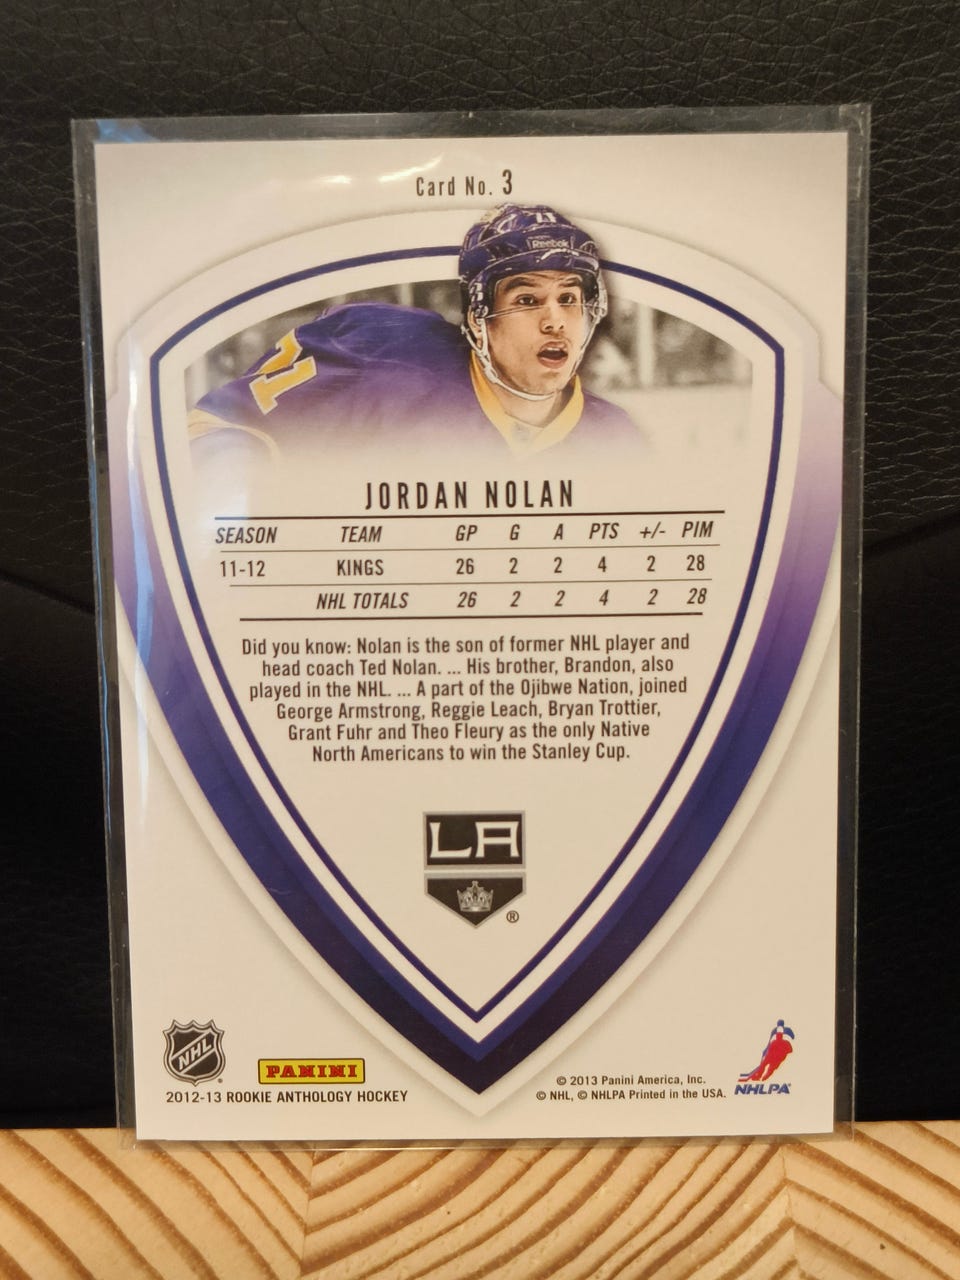 Card No. 3
71
Reebok
71
JORDAN NOLAN
SEASON TEAM GP G A PTS +/- PIM
11-12 KINGS 26 2 2 4 2 28
NHL TOTALS 26 2 2 4 2 28
Did you know: Nolan is the son of former NHL player and
head coach Ted Nolan. ... His brother, Brandon, also
played in the NHL. ... A part of the Ojibwe Nation, joined
George Armstrong, Reggie Leach, Bryan Trottier,
Grant Fuhr and Theo Fleury as the only Native
North Americans to win the Stanley Cup.
LA
®
NHL
PANINI
2012-13 ROOKIE ANTHOLOGY HOCKEY
© 2013 Panini America, Inc.
© NHL, © NHLPA Printed in the USA.
NHLPA